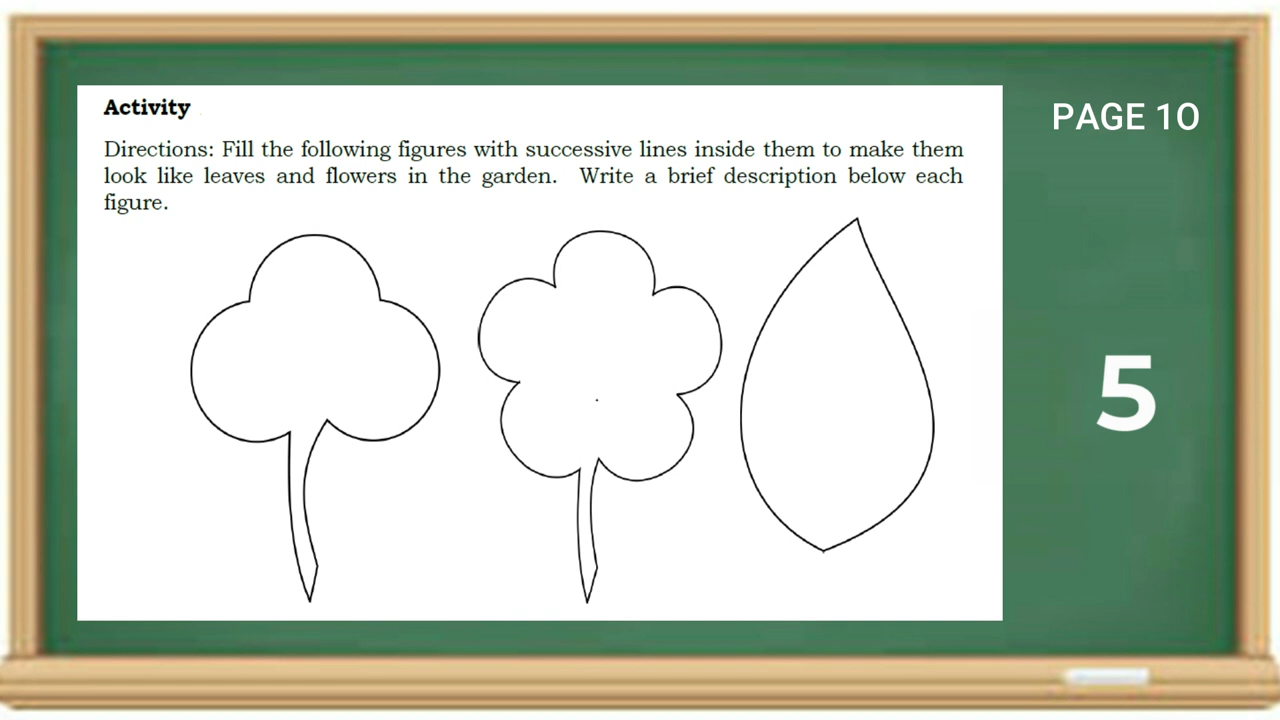 Activity
Directions: Fill the following figures with successive lines inside them to make them
look like leaves and flowers in the garden. Write a brief description below each
figure.
PAGE 10
5